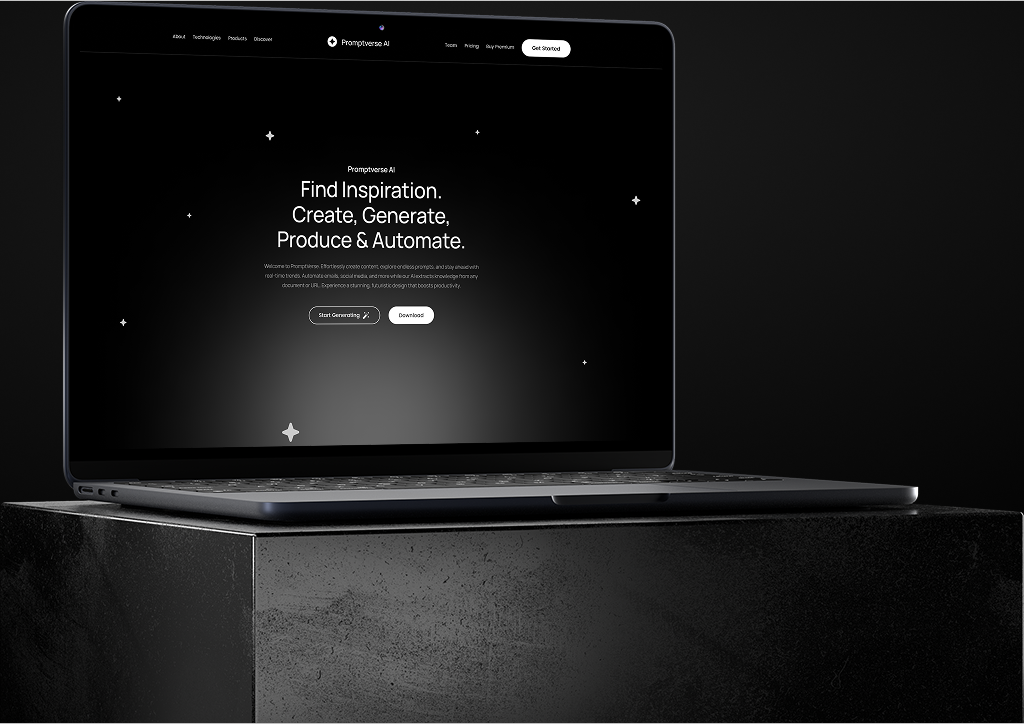 About Technologies Products Discover
Promptverse AI
Team Pricing Buy Premium Get Started
Promptverse AI
Find Inspiration.
Create, Generate,
Produce & Automate.
Welcome to PromptVerse. Effortlessly create content, explore endless prompts, and stay ahead with
real-time trends. Automate emails, social media, and more while our AI extracts knowledge from any
document or URL. Experience a stunning, futuristic design that boosts productivity.
Start Generating Download